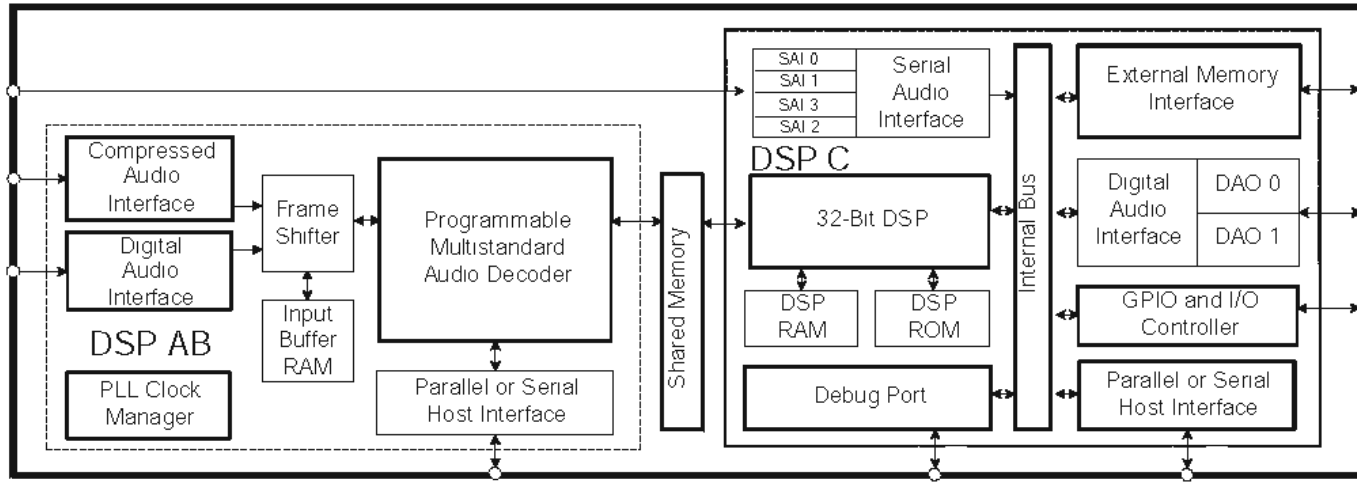 Compressed
Audio
Interface
Digital
Audio
Interface
DSP AB
PLL Clock
Manager
Frame
Shifter
Input
Buffer
RAM
Programmable
Multistandard
Audio Decoder
Parallel or Serial
Host Interface
Shared Memory
SAI 0
SAI 1
SAI 3
SAI 2
Serial
Audio
Interface
DSP C
32-Bit DSP
DSP
RAM
DSP
ROM
Debug Port
Internal Bus
External Memory
Interface
Digital
Audio
Interface
DAO 0
DAO 1
GPIO and I/O
Controller
Parallel or Serial
Host Interface